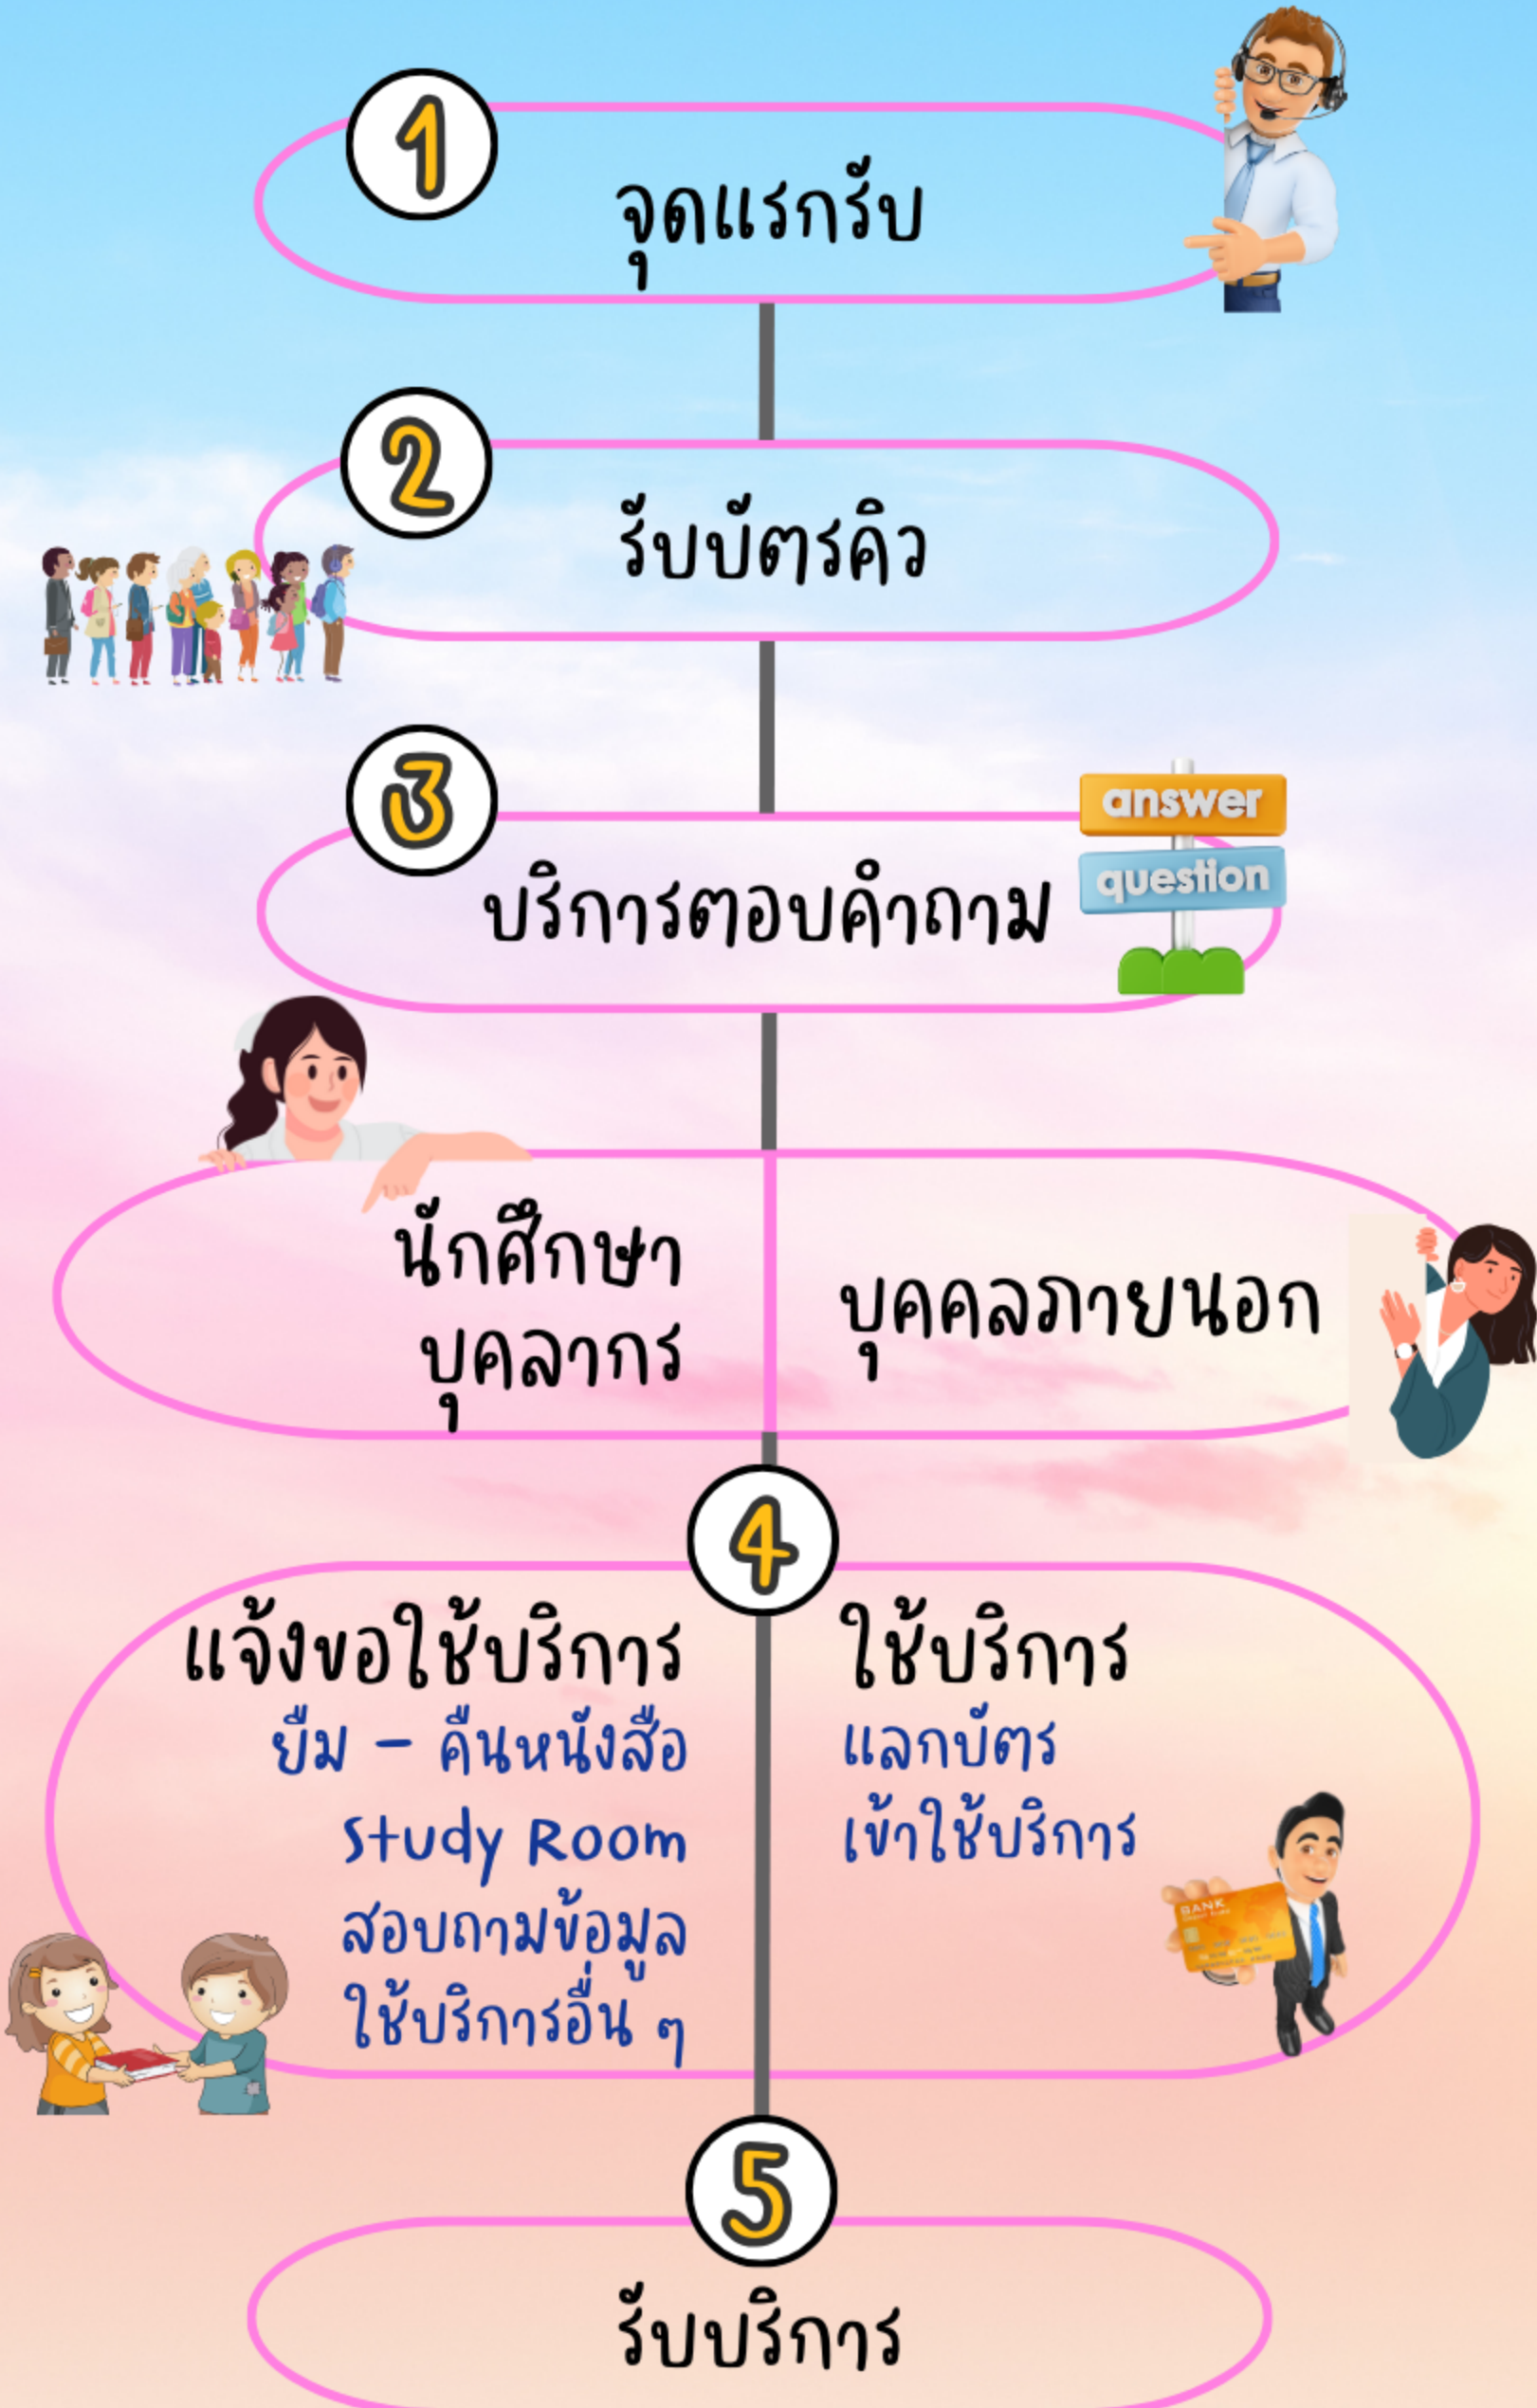 1
จุดแรกรับ
2
รับบัตรคิว
3
บริการตอบคำถาม
answer
question
นักศึกษา
บุคลากร
บุคคลภายนอก
4
แจ้งขอใช้บริการ
ยืม - คืนหนังสือ
Study Room
สอบถามข้อมูล
ใช้บริการอื่น ๆ
ใช้บริการ
แลกบัตร
เข้าใช้บริการ
BANK
5
รับบริการ